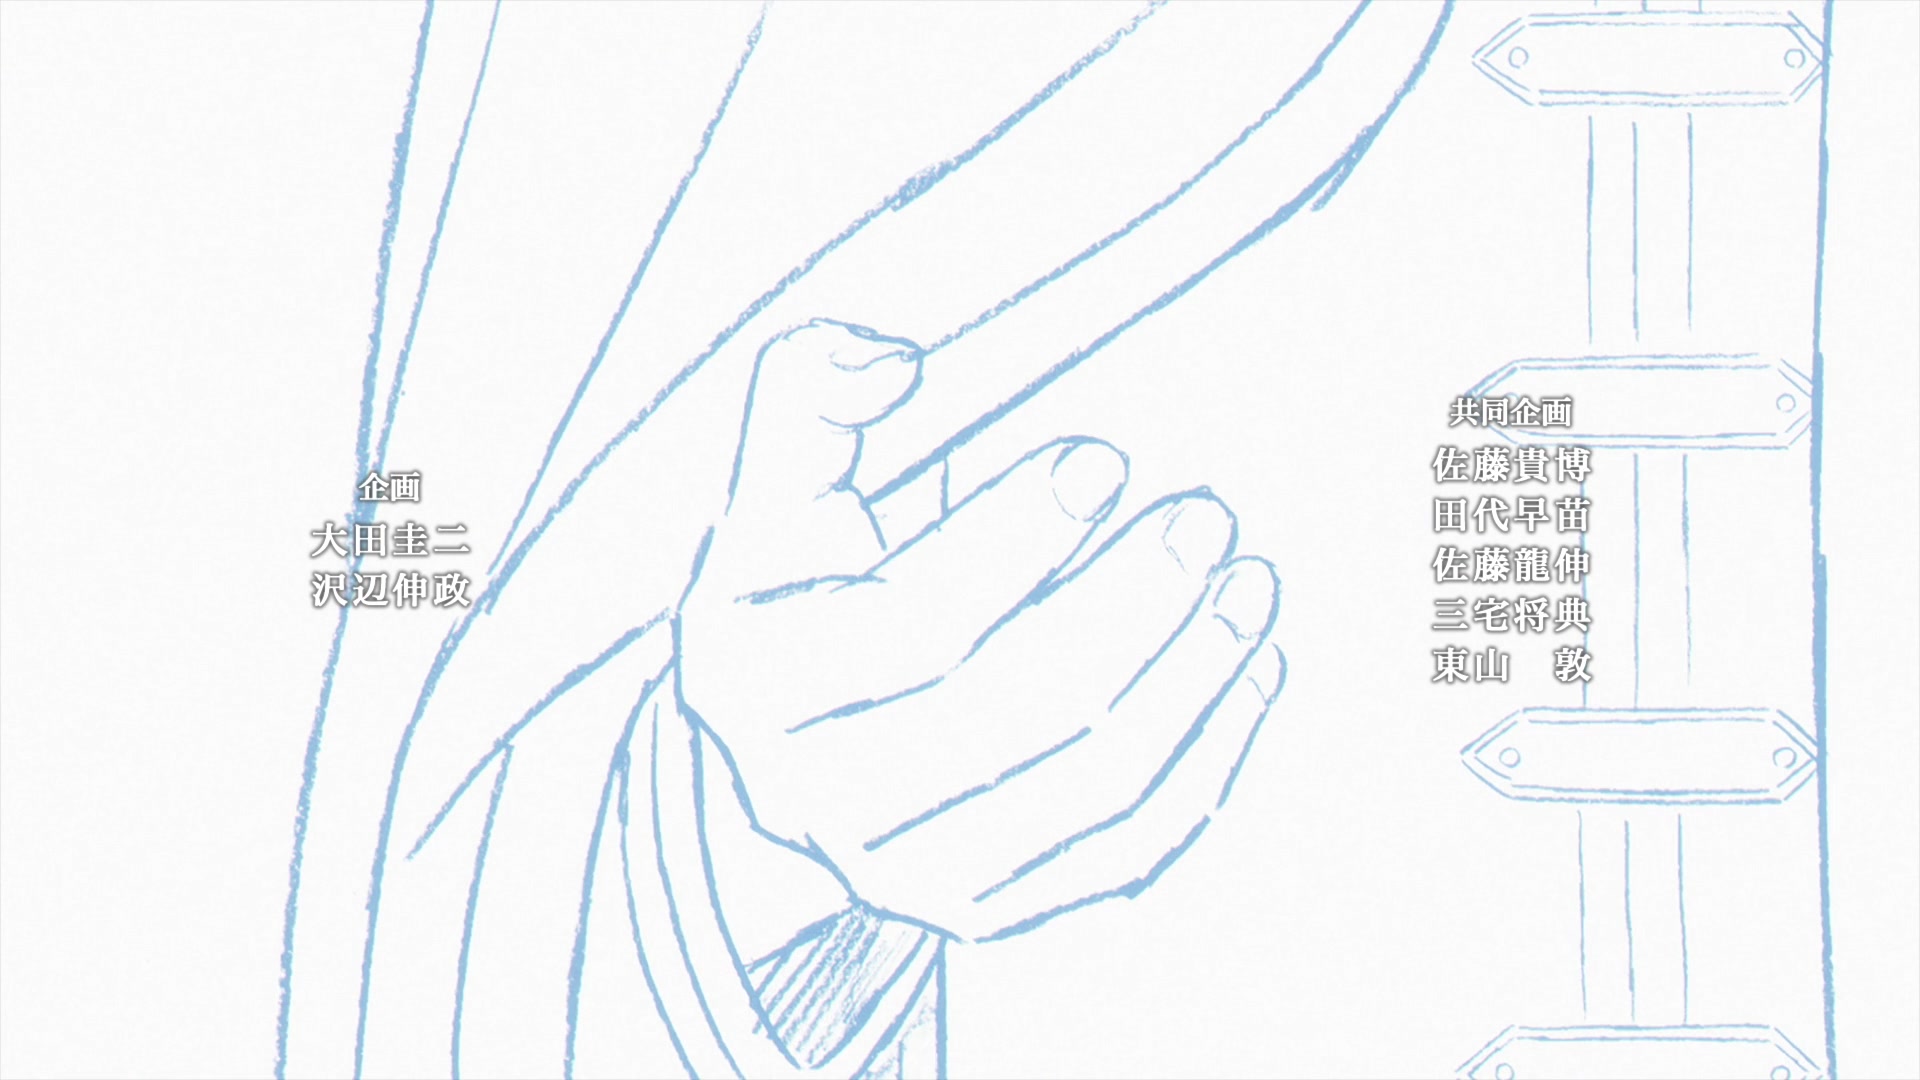 企画
大田圭二
沢辺伸政
共同企画
佐藤貴博
田代早苗
佐藤龍伸
三宅将典
東山　敦